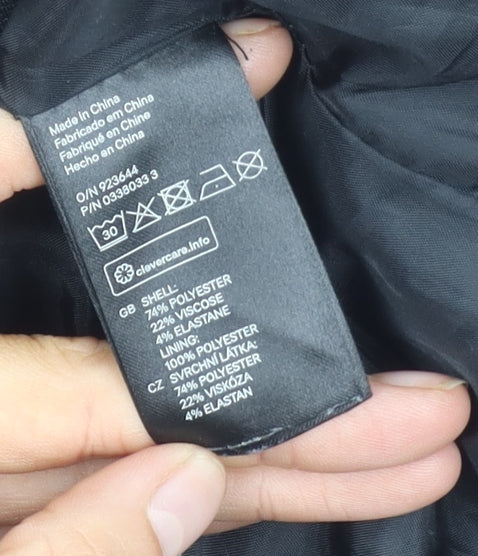 Made in China
Fabricado em China
Fabriqué en Chine
Hecho en China
O/N 923644
P/N 0338033 3
30
clevercare.info
GB SHELL:
74% POLYESTER
22% VISCOSE
4% ELASTANE
LINING:
100% POLYESTER
CZ SVRCHNÍ LÁTKA:
74% POLYESTER
22% VISKÓZA
4% ELASTAN